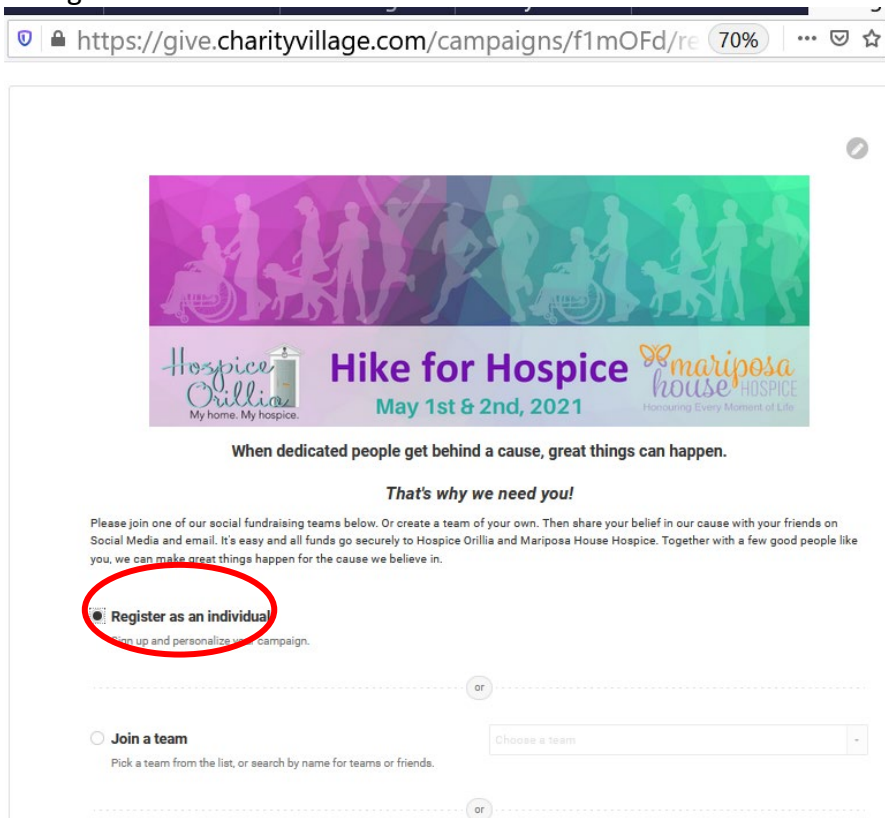 https://give.charityvillage.com/campaigns/f1mOFd/re 70%
Hospice
Orillia
My home. My hospice.
Hike for Hospice
May 1st & 2nd, 2021
mariposa
house HOSPICE
Honouring Every Moment of Life
When dedicated people get behind a cause, great things can happen.
That's why we need you!
Please join one of our social fundraising teams below. Or create a team of your own. Then share your belief in our cause with your friends on
Social Media and email. It's easy and all funds go securely to Hospice Orillia and Mariposa House Hospice. Together with a few good people like
you, we can make great things happen for the cause we believe in.
Register as an individual
Sign up and personalize your campaign.
or
Join a team
Choose a team
Pick a team from the list, or search by name for teams or friends.
or